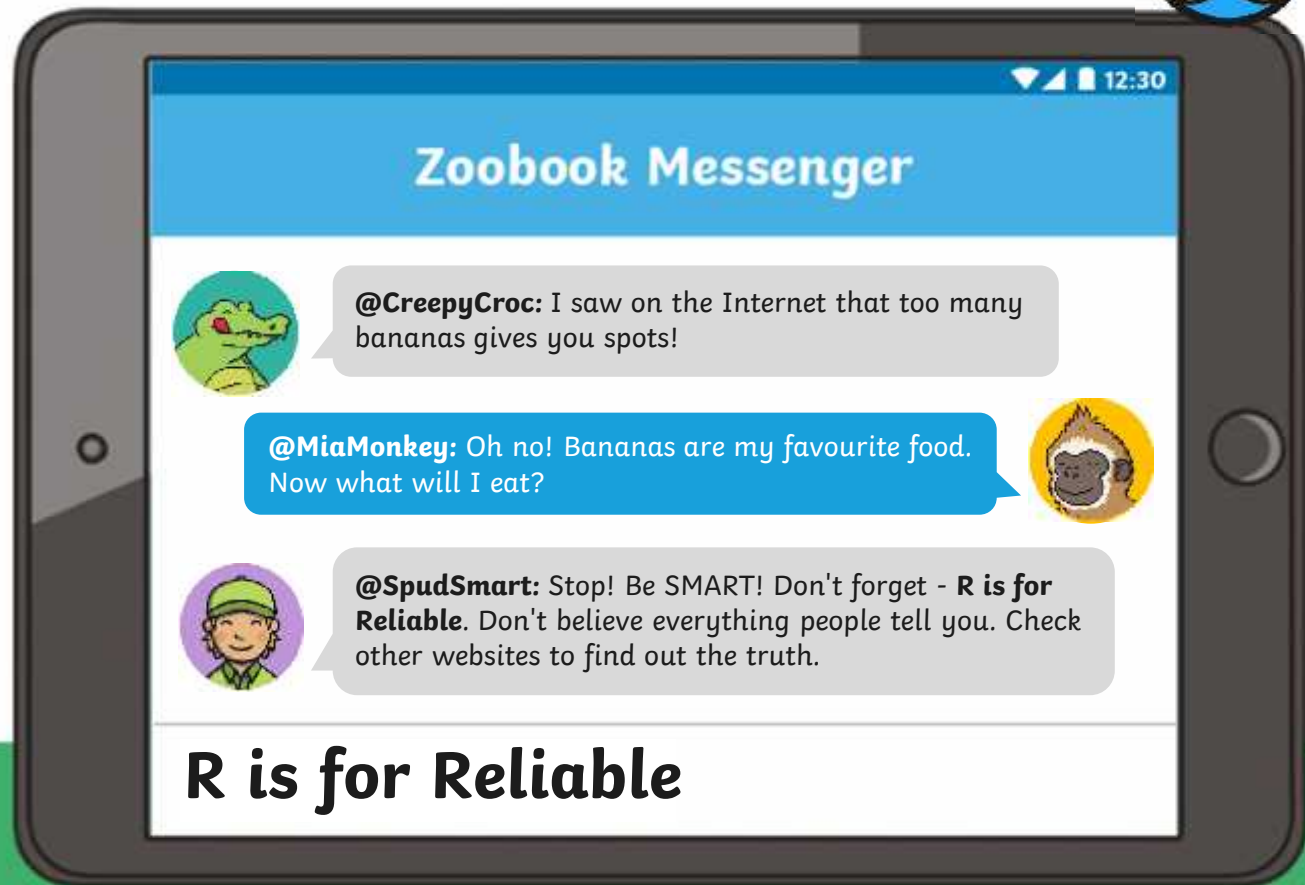 12:30
Zoobook Messenger
@CreepyCroc: I saw on the Internet that too many
bananas gives you spots!
@MiaMonkey: Oh no! Bananas are my favourite food.
Now what will I eat?
@SpudSmart: Stop! Be SMART! Don't forget - R is for
Reliable. Don't believe everything people tell you. Check
other websites to find out the truth.
R is for Reliable